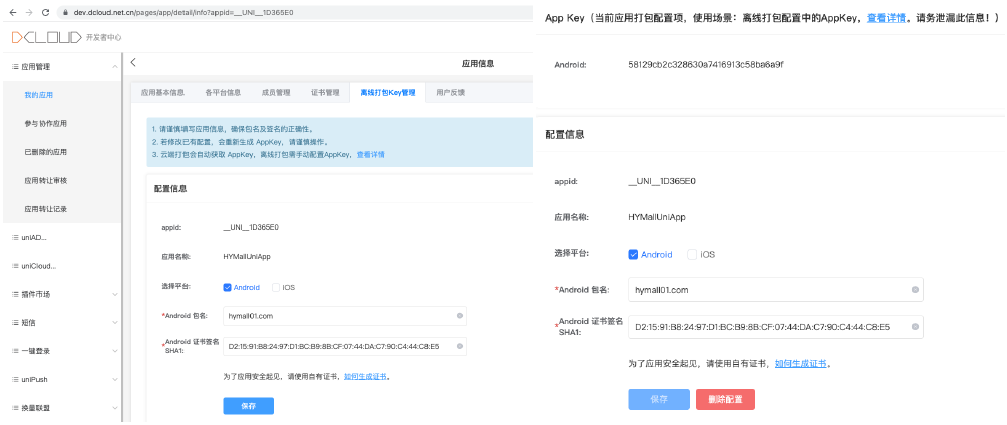 dev.dcloud.net.cn/pages/app/detail/info?appid=__UNI__1D365E0
DCLOUD 开发者中心
应用管理
我的应用
参与协作应用
已删除的应用
应用转让审核
应用转让记录
uniAD...
uniCloud...
插件市场
短信
一键登录
uniPush
换量联盟
应用信息
应用基本信息. 各平台信息 成员管理 证书管理 离线打包Key管理 用户反馈
1. 请谨慎填写应用信息，确保包名及签名的正确性。
2. 若修改已有配置，会重新生成 AppKey，请谨慎操作。
3. 云端打包会自动获取 AppKey，离线打包需手动配置AppKey，查看详情
配置信息
appid: __UNI__1D365E0
应用名称: HYMallUniApp
选择平台: Android iOS
*Android 包名: hymall01.com
*Android 证书签名
SHA1: D2:15:91:B8:24:97:D1:BC:B9:8B:CF:07:44:DA:C7:90:C4:44:C8:E5
为了应用安全起见，请使用自有证书，如何生成证书。
保存
App Key（当前应用打包配置项，使用场景：离线打包配置中的AppKey，查看详情。请务泄漏此信息！）
Android: 58129cb2c328630a7416913c58ba6a9f
配置信息
appid: __UNI__1D365E0
应用名称: HYMallUniApp
选择平台: Android iOS
*Android 包名: hymall01.com
*Android 证书签名
SHA1: D2:15:91:B8:24:97:D1:BC:B9:8B:CF:07:44:DA:C7:90:C4:44:C8:E5
为了应用安全起见，请使用自有证书，如何生成证书。
保存 删除配置